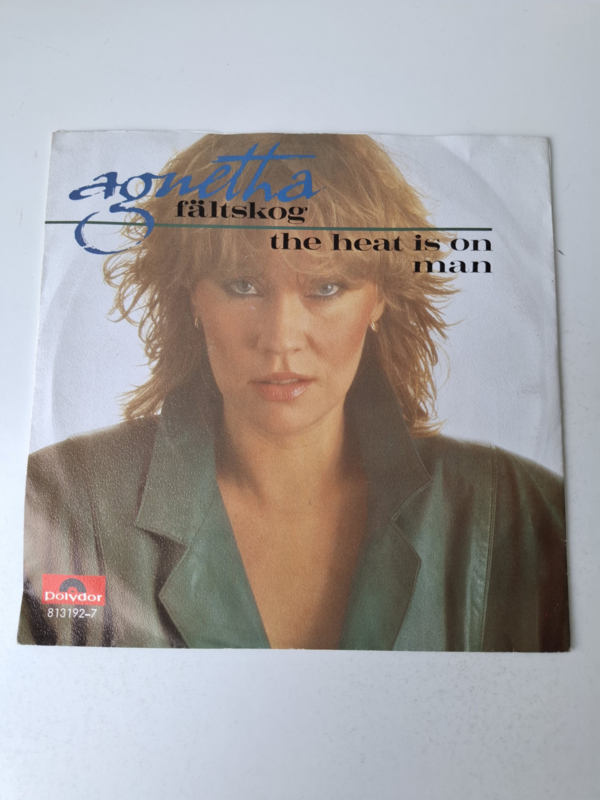 agnetha
fältskog
the heat is on
man
Polydor
813192-7